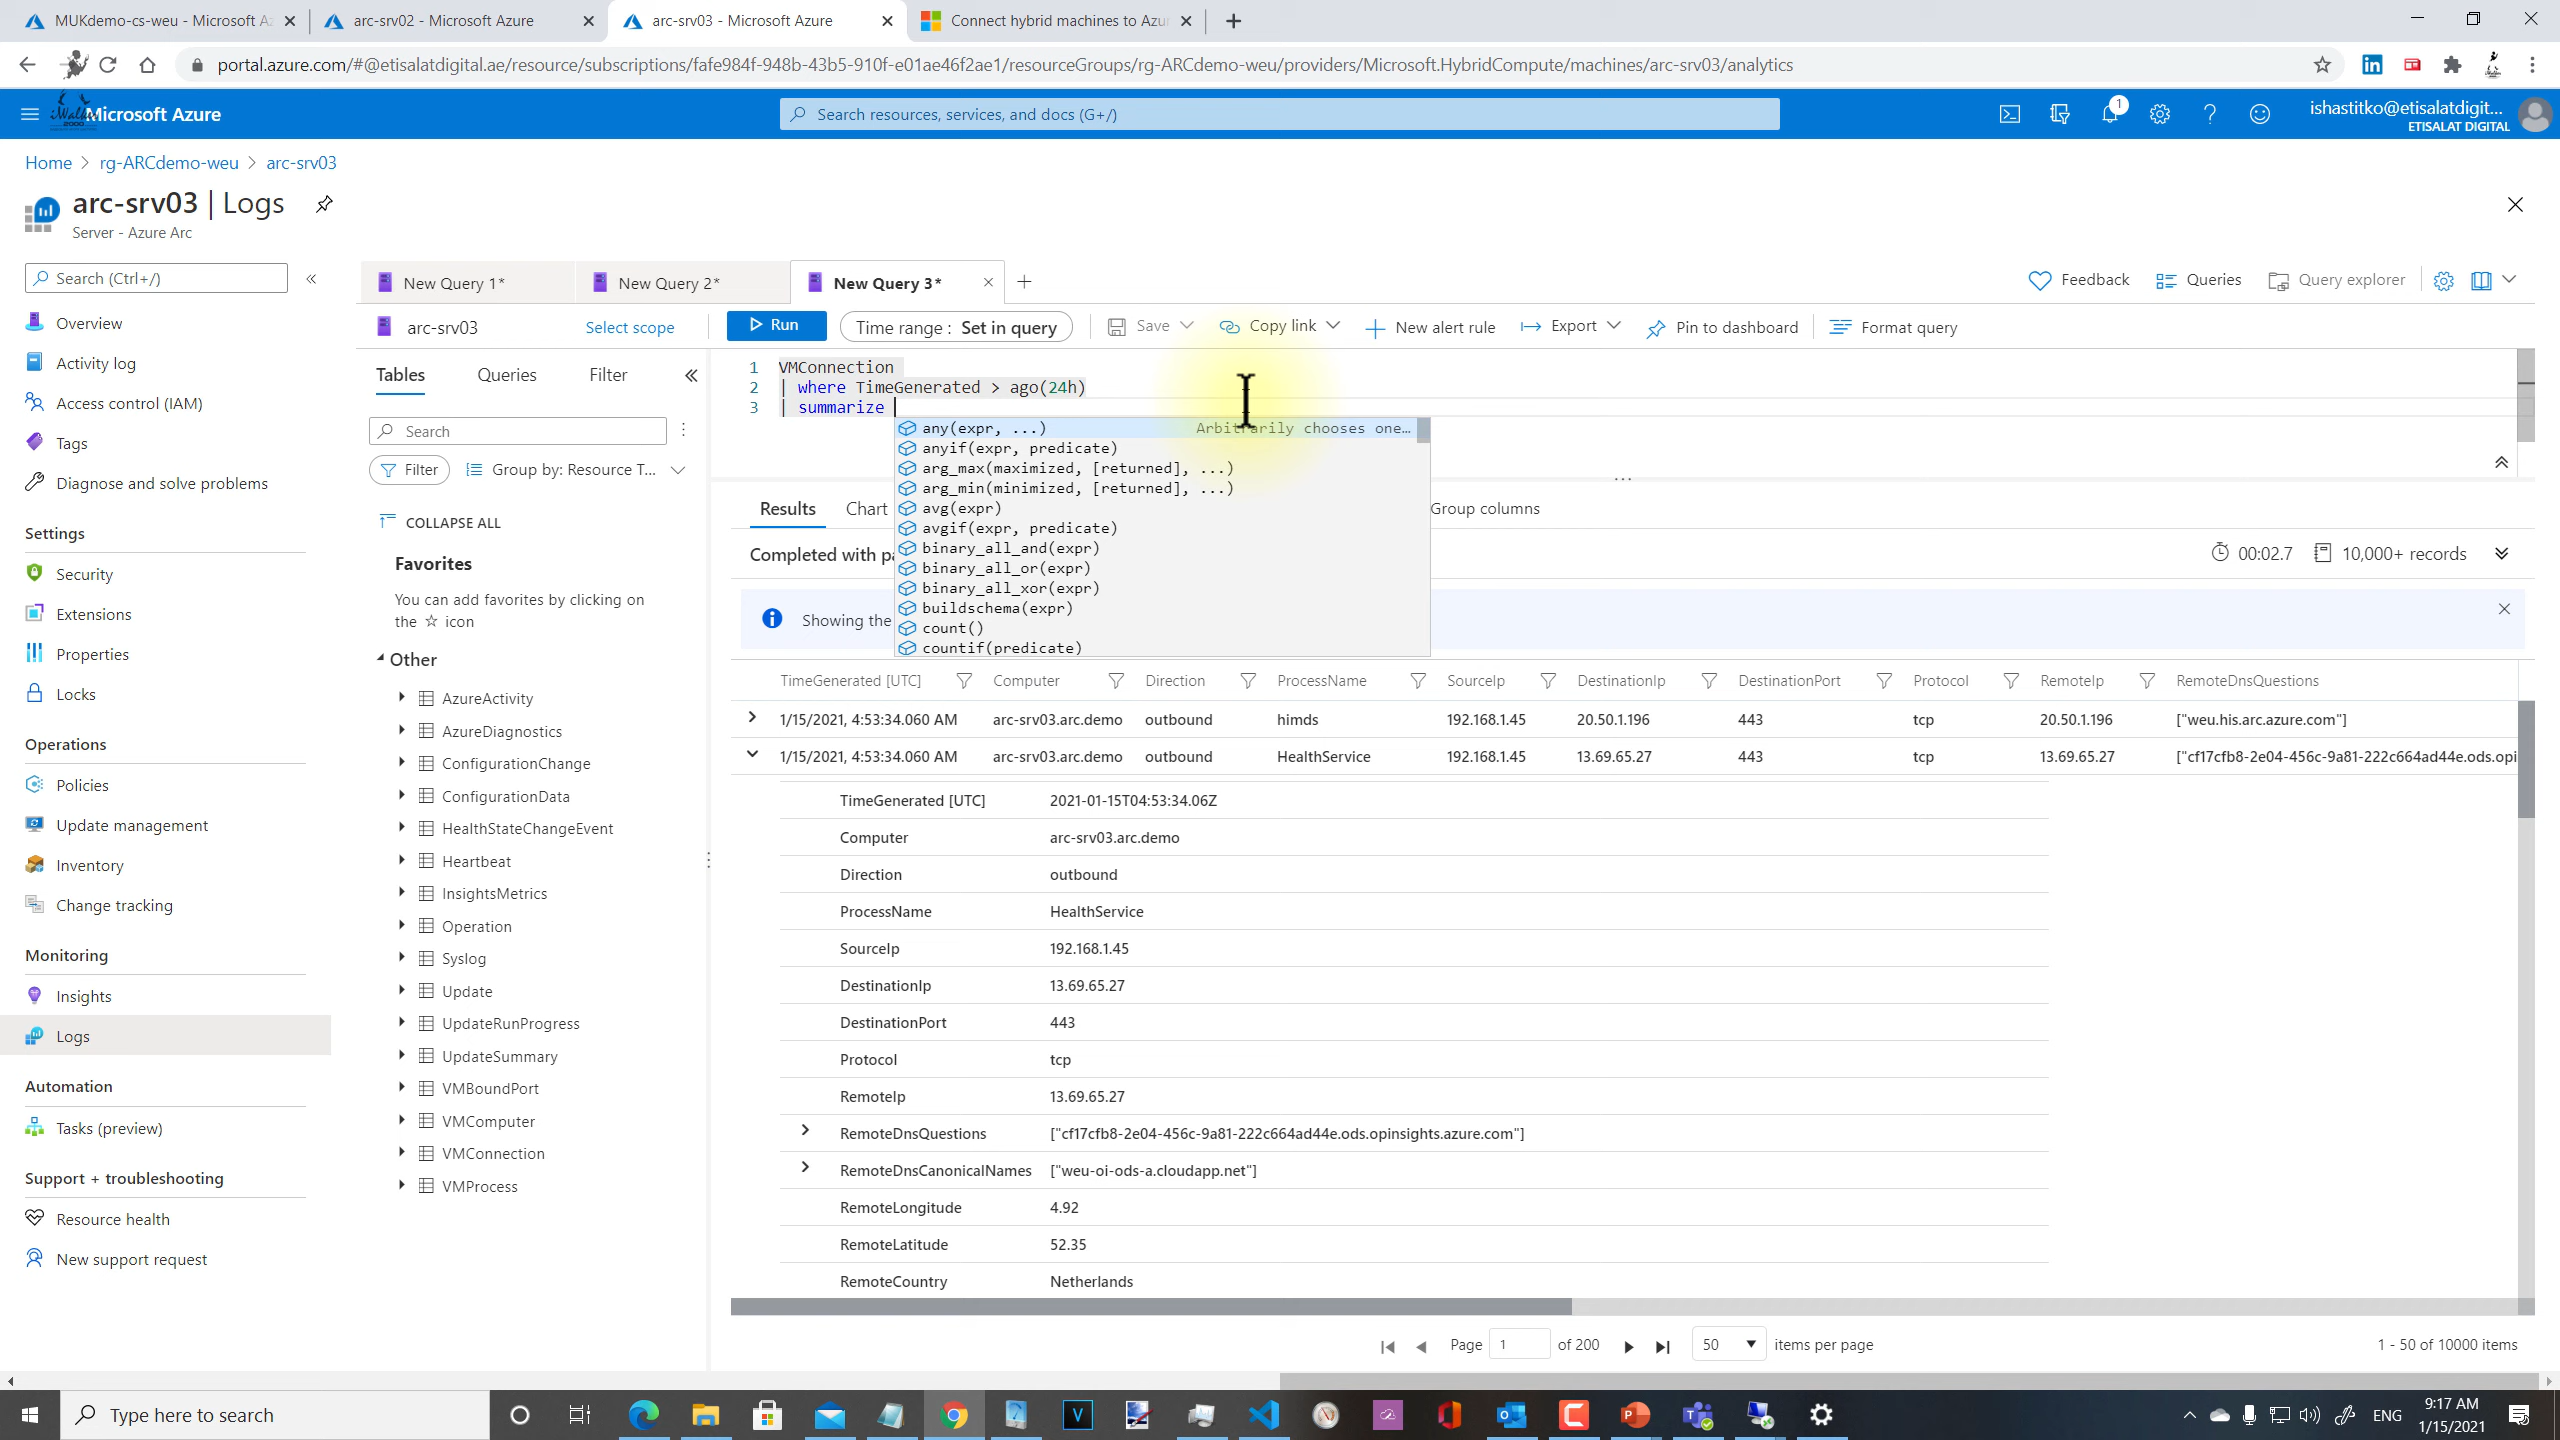 MUKdemo-cs-weu - Microsoft Az
arc-srv02 - Microsoft Azure
arc-srv03 - Microsoft Azure
Connect hybrid machines to Azu
portal.azure.com/#@etisalatdigital.ae/resource/subscriptions/fafe984f-948b-43b5-910f-e01ae46f2ae1/resourceGroups/rg-ARCdemo-weu/providers/Microsoft.HybridCompute/machines/arc-srv03/analytics
Microsoft Azure
Search resources, services, and docs (G+/)
1
ishastitko@etisalatdigit...
ETISALAT DIGITAL
Home > rg-ARCdemo-weu > arc-srv03
arc-srv03 | Logs
Server - Azure Arc
Search (Ctrl+/)
Overview
Activity log
Access control (IAM)
Tags
Diagnose and solve problems
Settings
Security
Extensions
Properties
Locks
Operations
Policies
Update management
Inventory
Change tracking
Monitoring
Insights
Logs
Automation
Tasks (preview)
Support + troubleshooting
Resource health
New support request
New Query 1*
New Query 2*
New Query 3*
Feedback
Queries
Query explorer
arc-srv03
Select scope
Run
Time range : Set in query
Save
Copy link
New alert rule
Export
Pin to dashboard
Format query
Tables
Queries
Filter
Search
Filter
Group by: Resource T...
COLLAPSE ALL
Favorites
You can add favorites by clicking on
the ☆ icon
Other
AzureActivity
AzureDiagnostics
ConfigurationChange
ConfigurationData
HealthStateChangeEvent
Heartbeat
InsightsMetrics
Operation
Syslog
Update
UpdateRunProgress
UpdateSummary
VMBoundPort
VMComputer
VMConnection
VMProcess
1 VMConnection
2 | where TimeGenerated > ago(24h)
3 | summarize
any(expr, ...) Arbitrarily chooses one…
anyif(expr, predicate)
arg_max(maximized, [returned], ...)
arg_min(minimized, [returned], ...)
avg(expr)
avgif(expr, predicate)
binary_all_and(expr)
binary_all_or(expr)
binary_all_xor(expr)
buildschema(expr)
count()
countif(predicate)
Results
Chart
Group columns
Completed with pa
00:02.7
10,000+ records
Showing the
TimeGenerated [UTC] Computer Direction ProcessName SourceIp DestinationIp DestinationPort Protocol RemoteIp RemoteDnsQuestions
1/15/2021, 4:53:34.060 AM arc-srv03.arc.demo outbound himds 192.168.1.45 20.50.1.196 443 tcp 20.50.1.196 ["weu.his.arc.azure.com"]
1/15/2021, 4:53:34.060 AM arc-srv03.arc.demo outbound HealthService 192.168.1.45 13.69.65.27 443 tcp 13.69.65.27 ["cf17cfb8-2e04-456c-9a81-222c664ad44e.ods.opi
TimeGenerated [UTC] 2021-01-15T04:53:34.06Z
Computer arc-srv03.arc.demo
Direction outbound
ProcessName HealthService
SourceIp 192.168.1.45
DestinationIp 13.69.65.27
DestinationPort 443
Protocol tcp
RemoteIp 13.69.65.27
RemoteDnsQuestions ["cf17cfb8-2e04-456c-9a81-222c664ad44e.ods.opinsights.azure.com"]
RemoteDnsCanonicalNames ["weu-oi-ods-a.cloudapp.net"]
RemoteLongitude 4.92
RemoteLatitude 52.35
RemoteCountry Netherlands
Page 1 of 200
50 items per page
1 - 50 of 10000 items
Type here to search
ENG
9:17 AM
1/15/2021